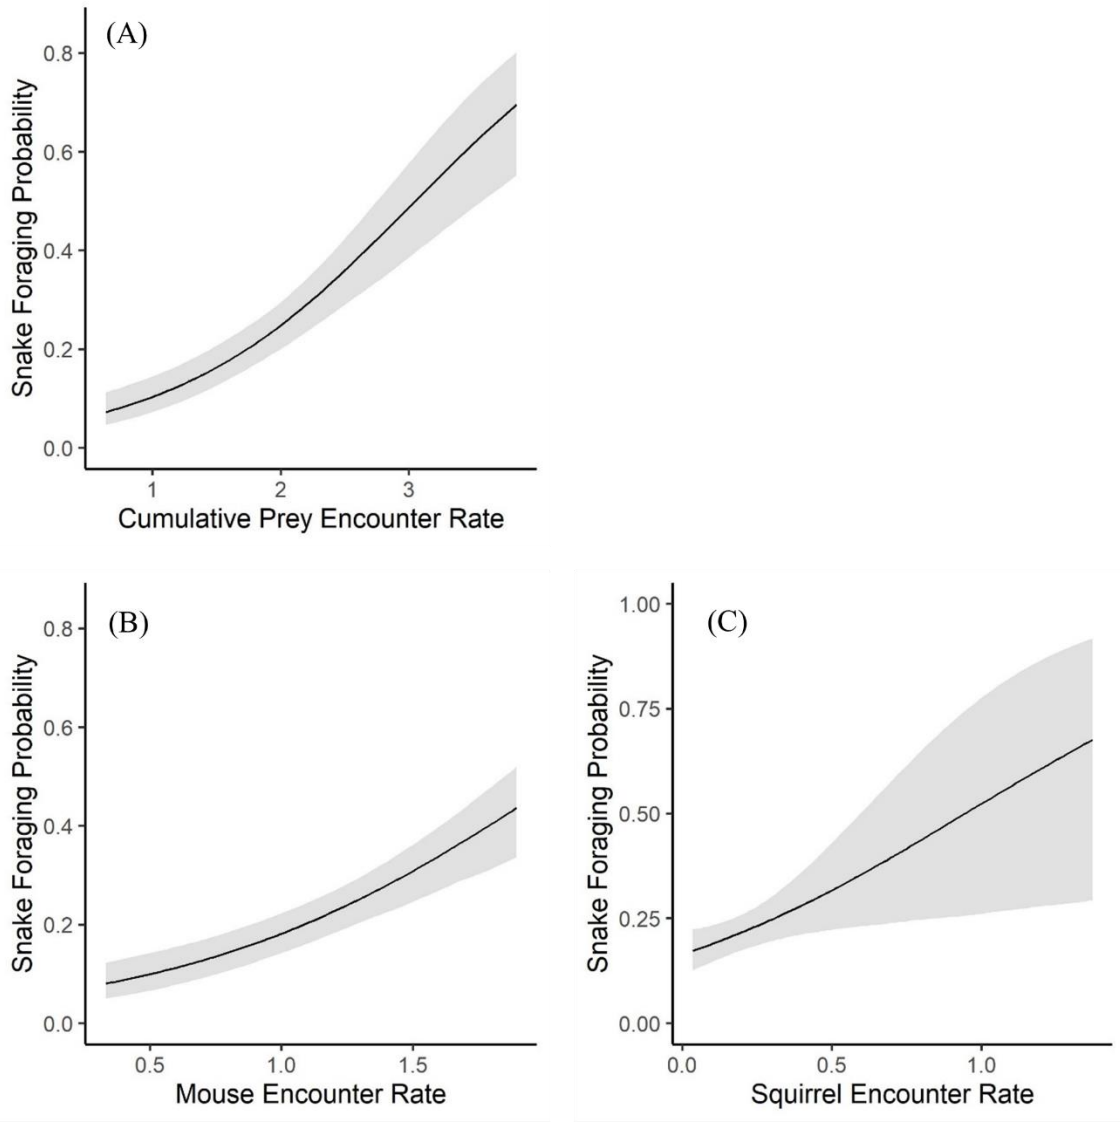 (A)
Snake Foraging Probability
0.8
0.6
0.4
0.2
0.0
1 2 3
Cumulative Prey Encounter Rate
(B)
Snake Foraging Probability
0.8
0.6
0.4
0.2
0.0
0.5 1.0 1.5
Mouse Encounter Rate
(C)
Snake Foraging Probability
1.00
0.75
0.50
0.25
0.00
0.0 0.5 1.0
Squirrel Encounter Rate